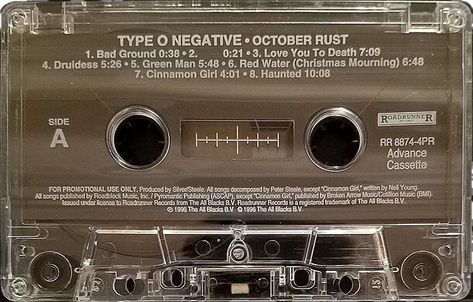 TYPE O NEGATIVE • OCTOBER RUST
1. Bad Ground 0:38 • 2. 0:21 • 3. Love You To Death 7:09
4. Druidess 5:26 • 5. Green Man 5:48 • 6. Red Water (Christmas Mourning) 6:48
7. Cinnamon Girl 4:01 • 8. Haunted 10:08
SIDE
A
ROADRUNNER
RR 8874-4PR
Advance
Cassette
FOR PROMOTIONAL USE ONLY. Produced by Silver/Steele. All songs decomposed by Peter Steele, except "Cinnamon Girl," written by Neil Young.
All songs published by Roadblock Music, Inc. / Pyromantic Publishing (ASCAP), except "Cinnamon Girl," published by Broken Arrow Music/Cotillion Music (BMI).
Issued under license to Roadrunner Records from The All Blacks B.V. Roadrunner Records is a registered trademark of The All Blacks B.V.
℗ 1996 The All Blacks B.V. © 1996 The All Blacks B.V.